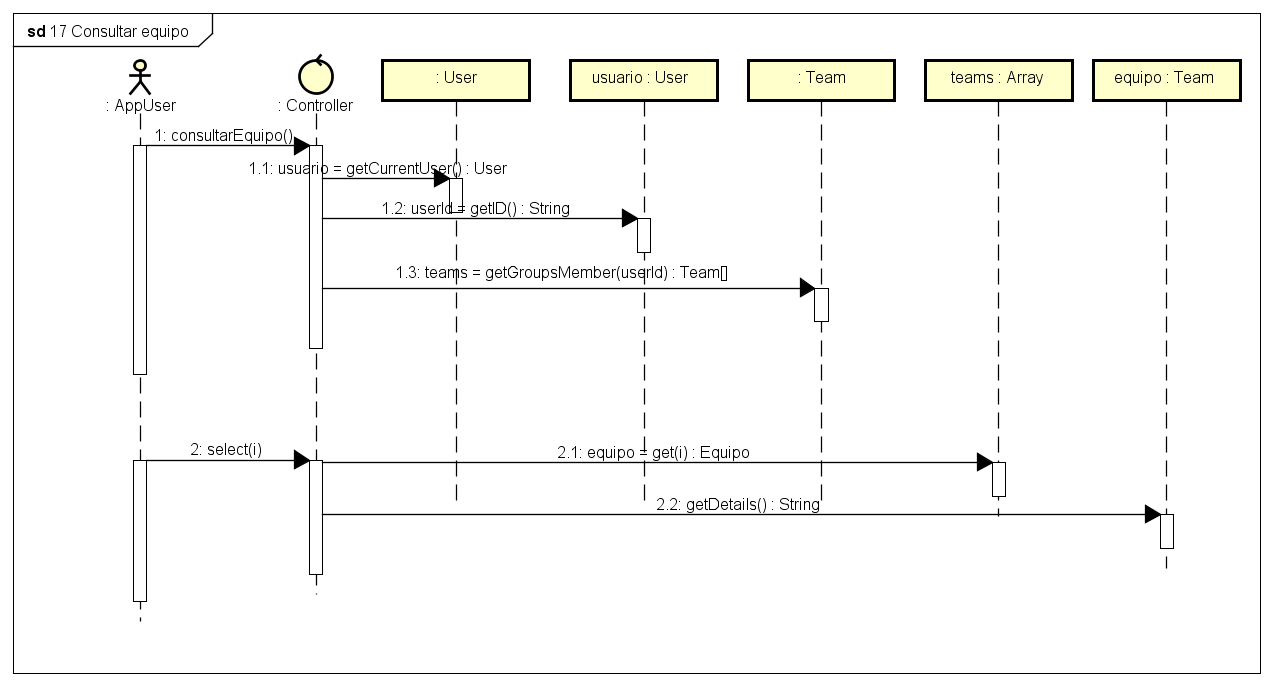 sd 17 Consultar equipo
: AppUser
: Controller
: User
usuario : User
: Team
teams : Array
equipo : Team
1: consultarEquipo()
1.1: usuario = getCurrentUser() : User
1.2: userId = getID() : String
1.3: teams = getGroupsMember(userId) : Team[]
2: select(i)
2.1: equipo = get(i) : Equipo
2.2: getDetails() : String